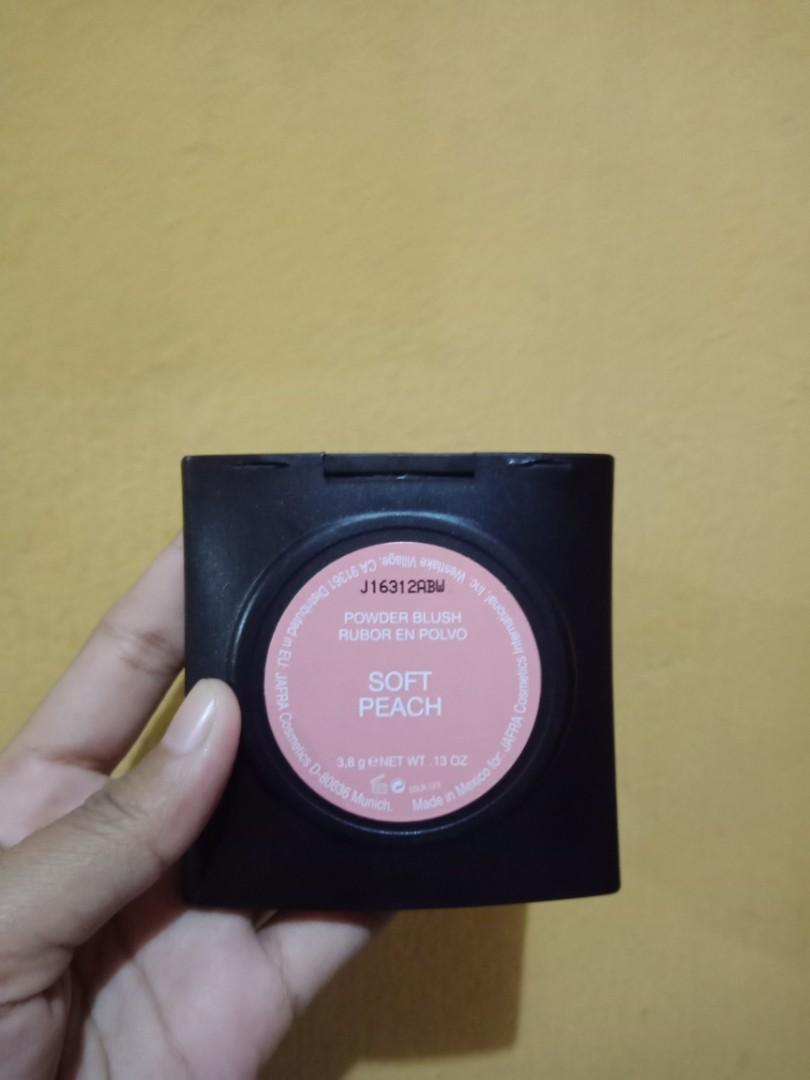 J16312ABW
POWDER BLUSH
RUBOR EN POLVO
SOFT
PEACH
3,8 g ℮ NET WT .13 OZ
Made in Mexico for: JAFRA Cosmetics International, Inc. Westlake Village, CA 91361 Distributed in EU: JAFRA Cosmetics D-80636 Munich.